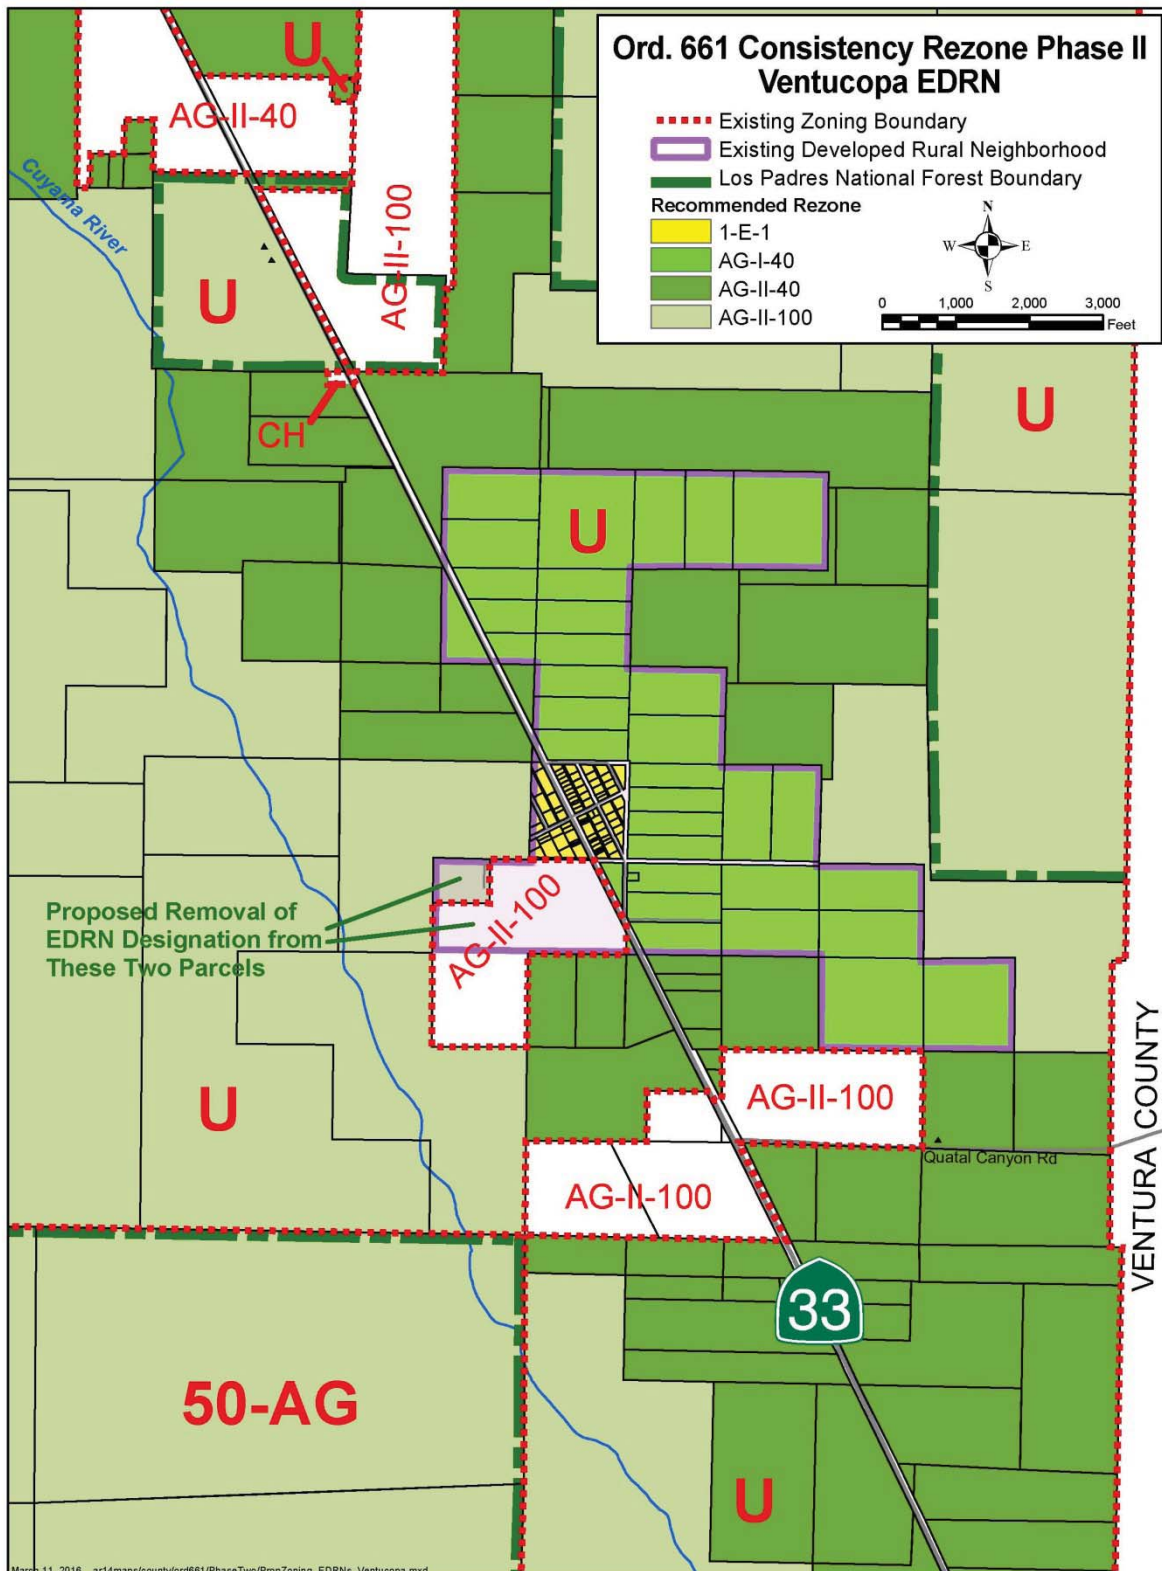 Ord. 661 Consistency Rezone Phase II
Ventucopa EDRN
Existing Zoning Boundary
Existing Developed Rural Neighborhood
Los Padres National Forest Boundary
Recommended Rezone
1-E-1
AG-I-40
AG-II-40
AG-II-100
N
W E
S
0 1,000 2,000 3,000
Feet
U
AG-II-40
Cuyama River
AG-II-100
U
CH
U
U
Proposed Removal of
EDRN Designation from
These Two Parcels
AG-II-100
U
AG-II-100
Quatal Canyon Rd
AG-II-100
VENTURA COUNTY
33
50-AG
U
March 11, 2016